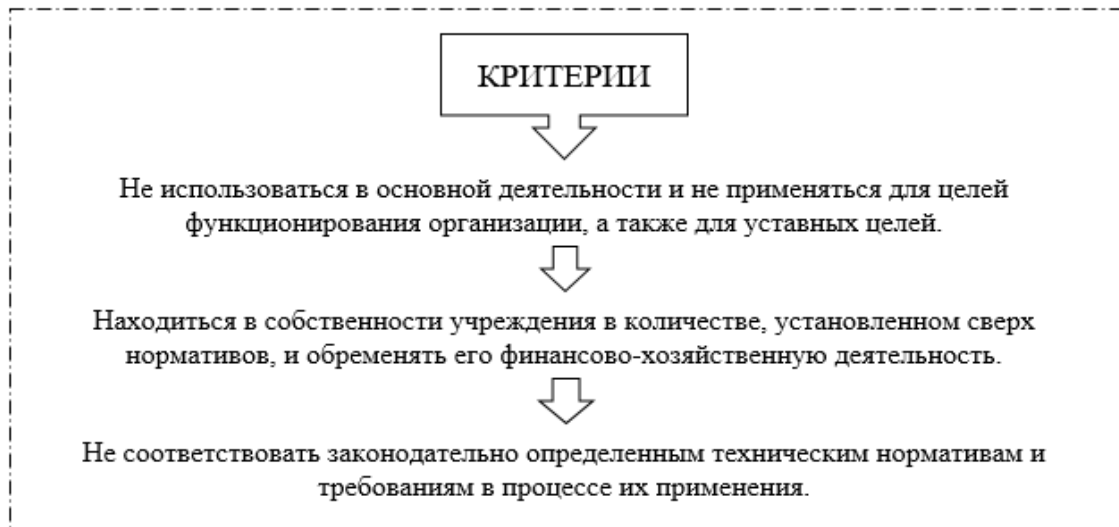 КРИТЕРИИ
Не использоваться в основной деятельности и не применяться для целей
функционирования организации, а также для уставных целей.
Находиться в собственности учреждения в количестве, установленном сверх
нормативов, и обременять его финансово-хозяйственную деятельность.
Не соответствовать законодательно определенным техническим нормативам и
требованиям в процессе их применения.